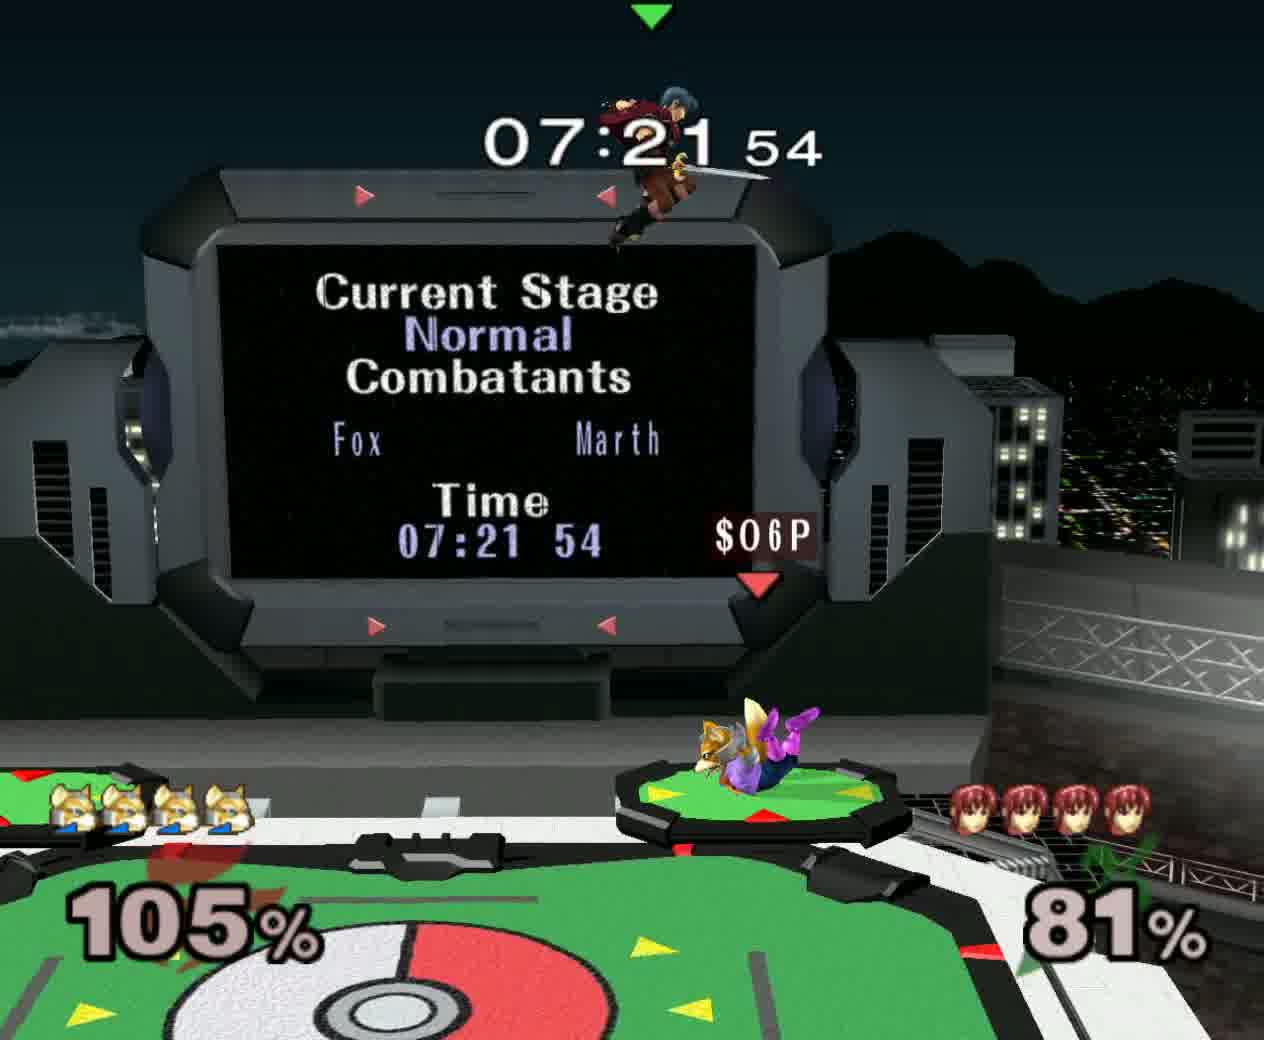 07:21 54
Current Stage
Normal
Combatants
Fox Marth
Time
07:21 54
$06P
105%
81%